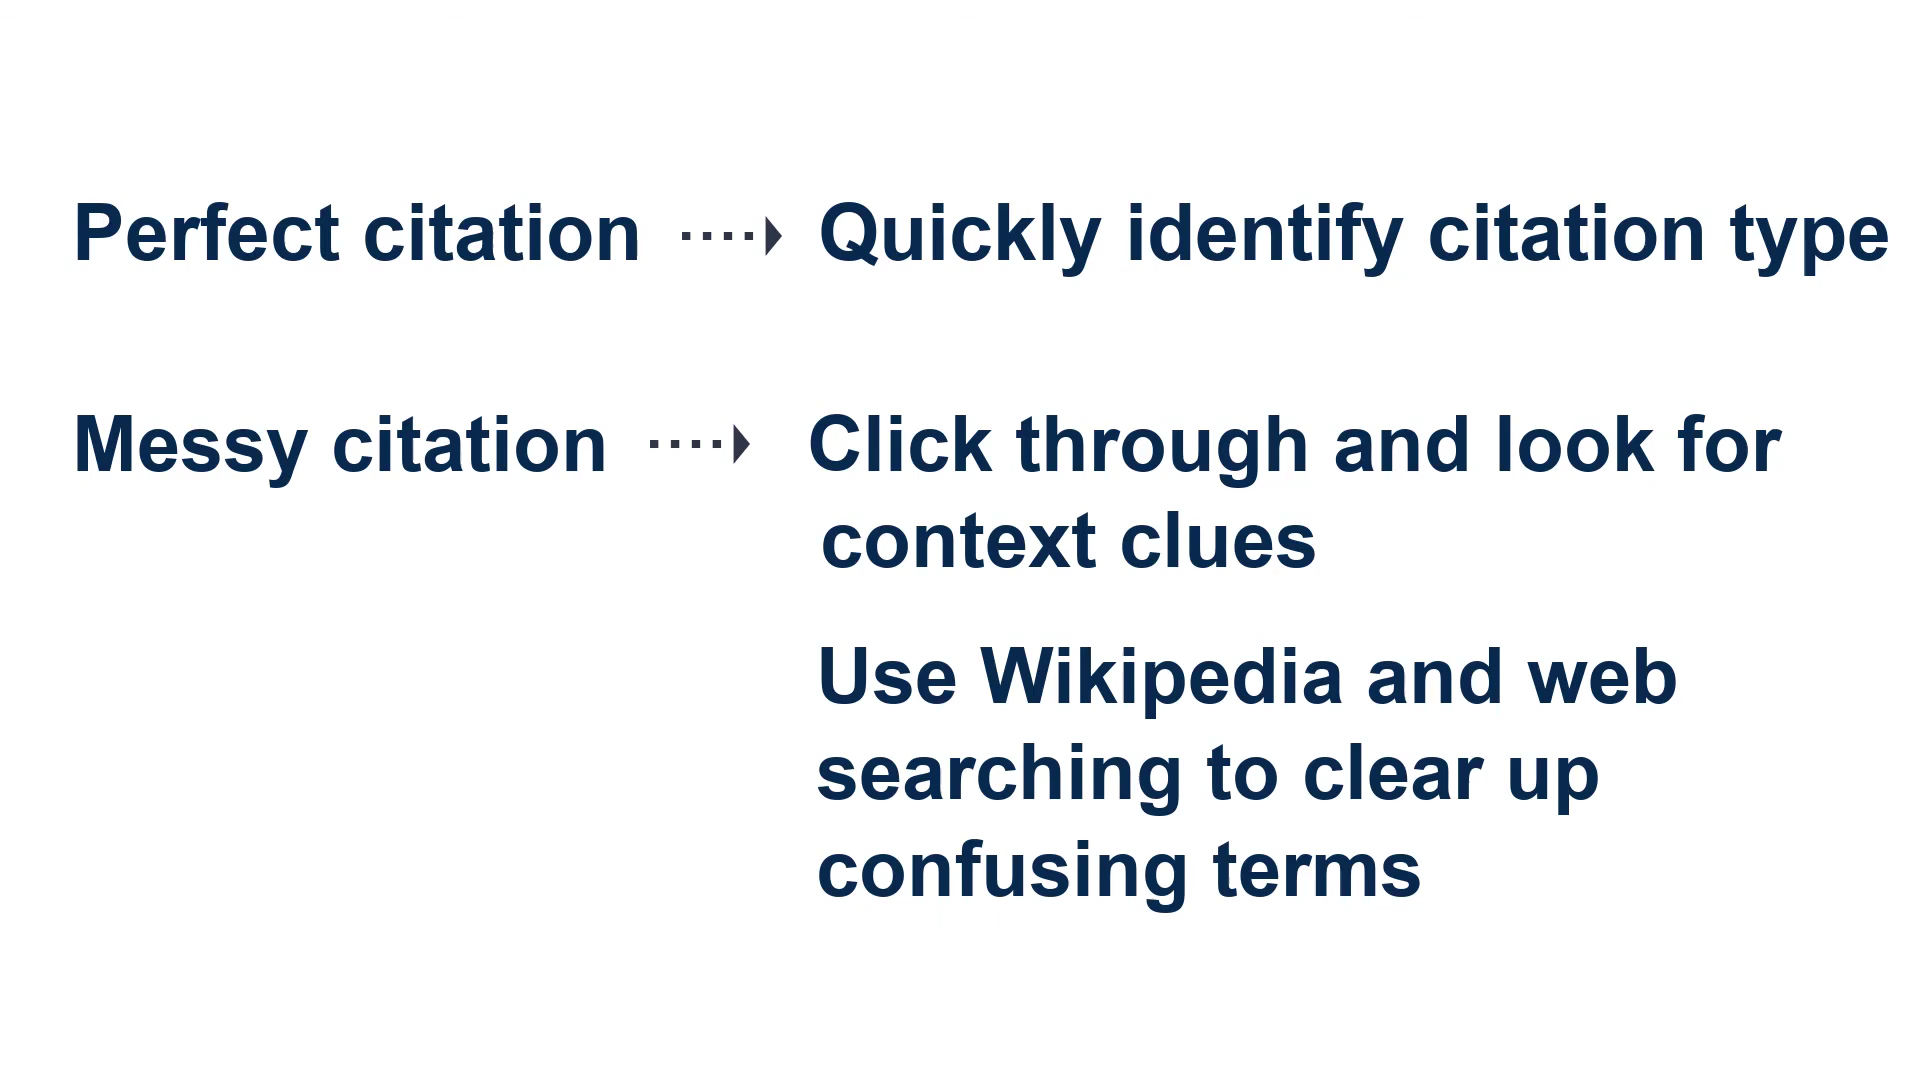 Perfect citation Quickly identify citation type
Messy citation Click through and look for
context clues
Use Wikipedia and web
searching to clear up
confusing terms